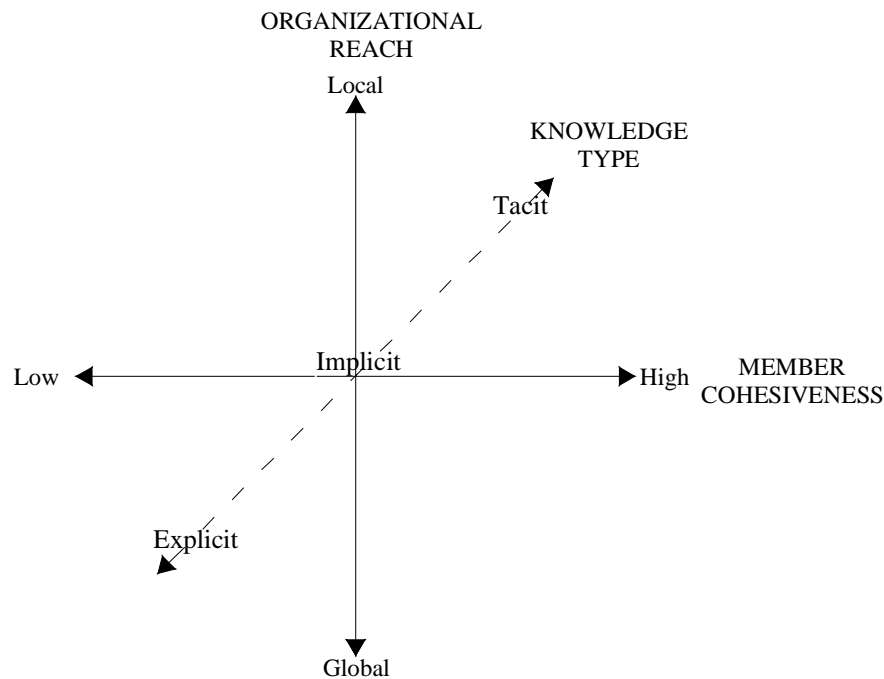 ORGANIZATIONAL
REACH
Local
KNOWLEDGE
TYPE
Tacit
Implicit
Low
High
MEMBER
COHESIVENESS
Explicit
Global